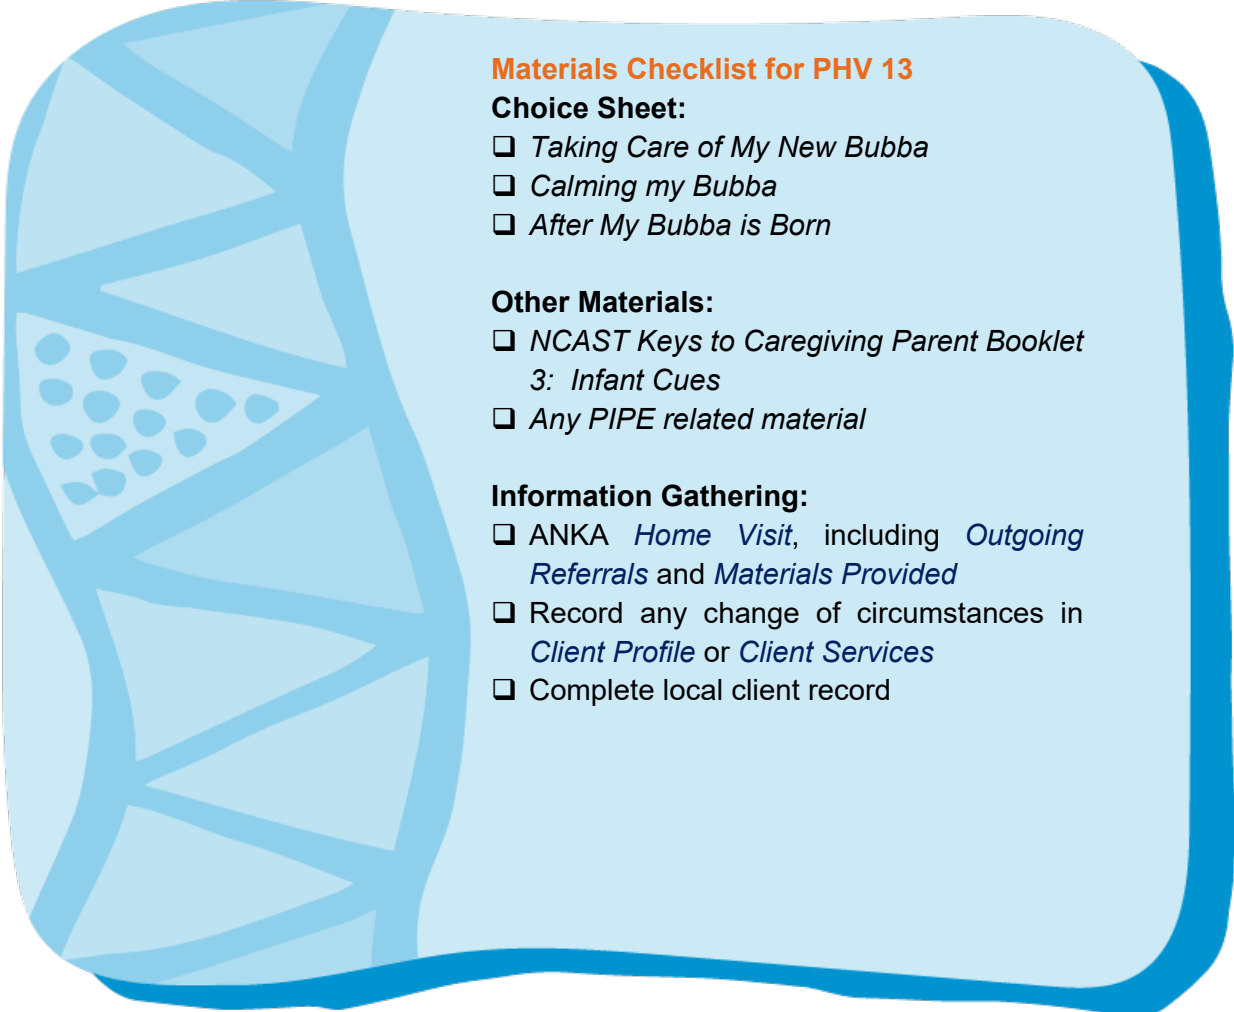 Materials Checklist for PHV 13
Choice Sheet:
❑ Taking Care of My New Bubba
❑ Calming my Bubba
❑ After My Bubba is Born
Other Materials:
❑ NCAST Keys to Caregiving Parent Booklet
3: Infant Cues
❑ Any PIPE related material
Information Gathering:
❑ ANKA Home Visit, including Outgoing
Referrals and Materials Provided
❑ Record any change of circumstances in
Client Profile or Client Services
❑ Complete local client record